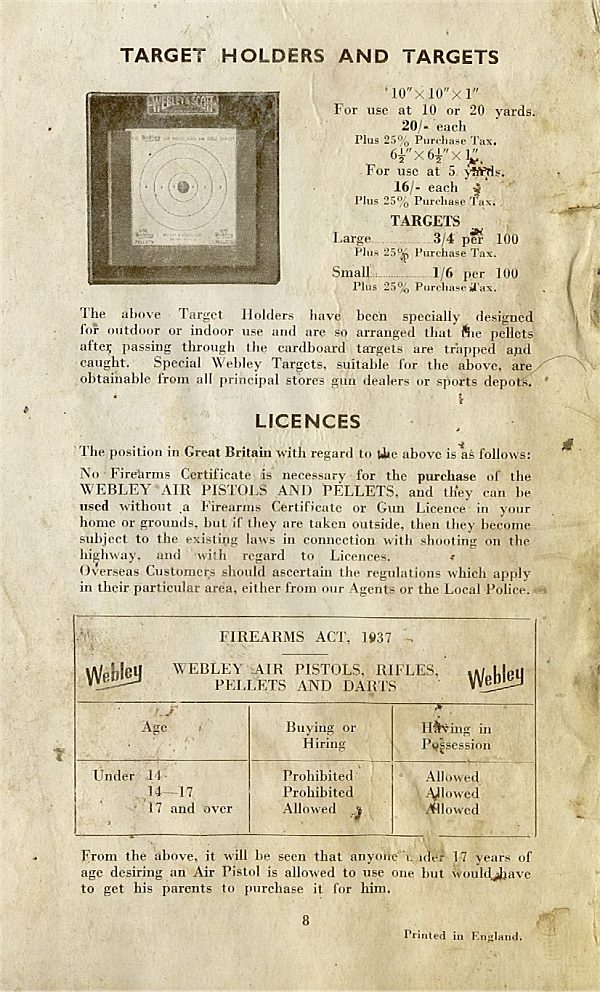 TARGET HOLDERS AND TARGETS
WEBLEY & SCOTT
10"×10"×1"
For use at 10 or 20 yards.
20/- each
Plus 25% Purchase Tax.
6½"×6½"×1".
For use at 5 yards.
16/- each
Plus 25% Purchase Tax.
TARGETS
Large............3/4 per 100
Plus 25% Purchase Tax.
Small............1/6 per 100
Plus 25% Purchase Tax.
The above Target Holders have been specially designed
for outdoor or indoor use and are so arranged that the pellets
after passing through the cardboard targets are trapped and
caught. Special Webley Targets, suitable for the above, are
obtainable from all principal stores gun dealers or sports depots.
LICENCES
The position in Great Britain with regard to the above is as follows:
No Firearms Certificate is necessary for the purchase of the
WEBLEY AIR PISTOLS AND PELLETS, and they can be
used without a Firearms Certificate or Gun Licence in your
home or grounds, but if they are taken outside, then they become
subject to the existing laws in connection with shooting on the
highway, and with regard to Licences.
Overseas Customers should ascertain the regulations which apply
in their particular area, either from our Agents or the Local Police.
FIREARMS ACT, 1937
Webley WEBLEY AIR PISTOLS, RIFLES, Webley
PELLETS AND DARTS
Age Buying or Having in
Hiring Possession
Under 14 Prohibited Allowed
14—17 Prohibited Allowed
17 and over Allowed Allowed
From the above, it will be seen that anyone under 17 years of
age desiring an Air Pistol is allowed to use one but would have
to get his parents to purchase it for him.
8
Printed in England.